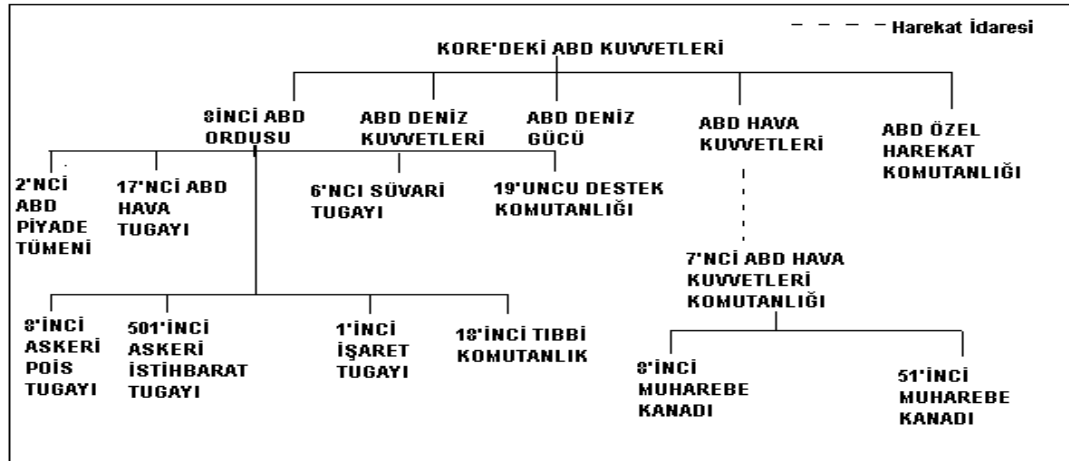 Harekat İdaresi
KORE'DEKİ ABD KUVVETLERİ
8İNCİ ABD
ORDUSU
ABD DENİZ
KUVVETLERİ
ABD DENİZ
GÜCÜ
ABD HAVA
KUVVETLERİ
ABD ÖZEL
HAREKAT
KOMUTANLIĞI
2'NCİ
ABD
PİYADE
TÜMENİ
17'NCİ ABD
HAVA
TUGAYI
6'NCI SÜVARİ
TUGAYI
19'UNCU DESTEK
KOMUTANLIĞI
7'NCİ ABD HAVA
KUVVETLERİ
KOMUTANLIĞI
8'İNCİ
ASKERİ
POİS
TUGAYI
501'İNCİ
ASKERİ
İSTİHBARAT
TUGAYI
1'İNCİ
İŞARET
TUGAYI
18'İNCİ TIBBİ
KOMUTANLIK
8'İNCİ
MUHAREBE
KANADI
51'İNCİ
MUHAREBE
KANADI